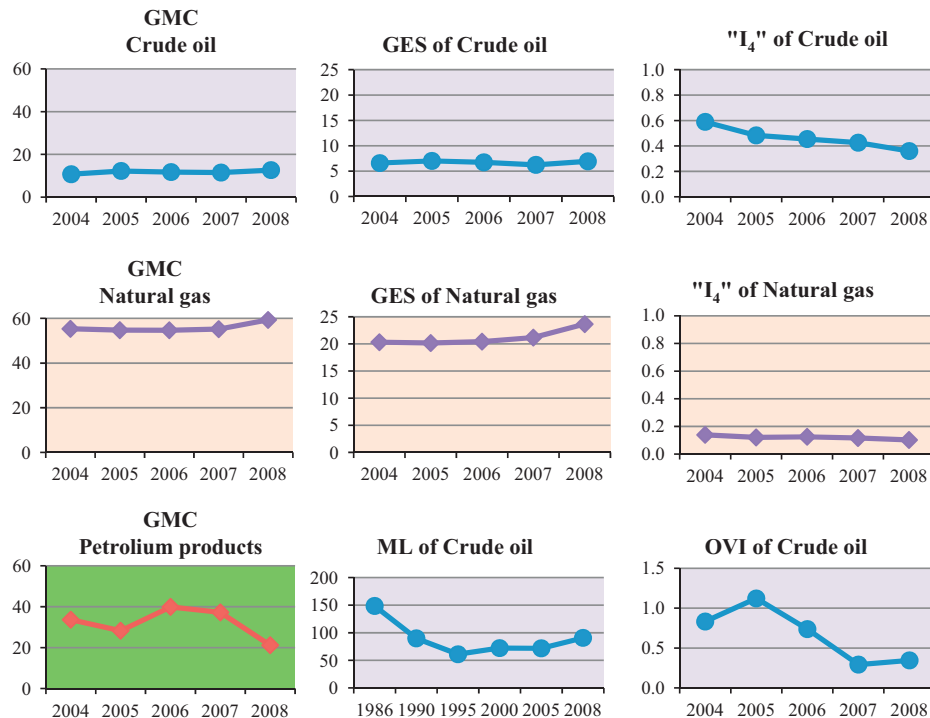 GMC
Crude oil
60
40
20
0
2004 2005 2006 2007 2008
GES of Crude oil
25
20
15
10
5
0
2004 2005 2006 2007 2008
"I4" of Crude oil
1.0
0.8
0.6
0.4
0.2
0.0
2004 2005 2006 2007 2008
GMC
Natural gas
60
40
20
0
2004 2005 2006 2007 2008
GES of Natural gas
25
20
15
10
5
0
2004 2005 2006 2007 2008
"I4" of Natural gas
1.0
0.8
0.6
0.4
0.2
0.0
2004 2005 2006 2007 2008
GMC
Petrolium products
60
40
20
0
2004 2005 2006 2007 2008
ML of Crude oil
200
150
100
50
0
1986 1990 1995 2000 2005 2008
OVI of Crude oil
1.5
1.0
0.5
0.0
2004 2005 2006 2007 2008